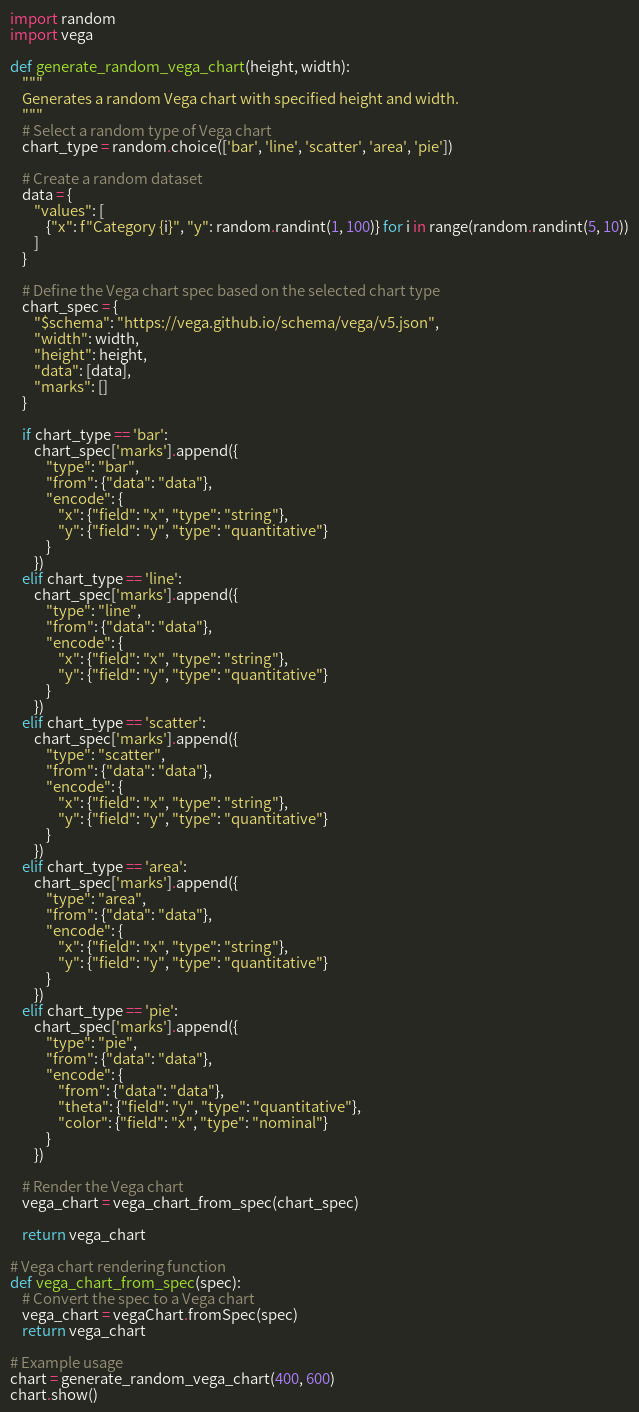 import random
import vega

def generate_random_vega_chart(height, width):
    """
    Generates a random Vega chart with specified height and width.
    """
    # Select a random type of Vega chart
    chart_type = random.choice(['bar', 'line', 'scatter', 'area', 'pie'])

    # Create a random dataset
    data = {
        "values": [
            {"x": f"Category {i}", "y": random.randint(1, 100)} for i in range(random.randint(5, 10))
        ]
    }

    # Define the Vega chart spec based on the selected chart type
    chart_spec = {
        "$schema": "https://vega.github.io/schema/vega/v5.json",
        "width": width,
        "height": height,
        "data": [data],
        "marks": []
    }

    if chart_type == 'bar':
        chart_spec['marks'].append({
            "type": "bar",
            "from": {"data": "data"},
            "encode": {
                "x": {"field": "x", "type": "string"},
                "y": {"field": "y", "type": "quantitative"}
            }
        })
    elif chart_type == 'line':
        chart_spec['marks'].append({
            "type": "line",
            "from": {"data": "data"},
            "encode": {
                "x": {"field": "x", "type": "string"},
                "y": {"field": "y", "type": "quantitative"}
            }
        })
    elif chart_type == 'scatter':
        chart_spec['marks'].append({
            "type": "scatter",
            "from": {"data": "data"},
            "encode": {
                "x": {"field": "x", "type": "string"},
                "y": {"field": "y", "type": "quantitative"}
            }
        })
    elif chart_type == 'area':
        chart_spec['marks'].append({
            "type": "area",
            "from": {"data": "data"},
            "encode": {
                "x": {"field": "x", "type": "string"},
                "y": {"field": "y", "type": "quantitative"}
            }
        })
    elif chart_type == 'pie':
        chart_spec['marks'].append({
            "type": "pie",
            "from": {"data": "data"},
            "encode": {
                "from": {"data": "data"},
                "theta": {"field": "y", "type": "quantitative"},
                "color": {"field": "x", "type": "nominal"}
            }
        })

    # Render the Vega chart
    vega_chart = vega_chart_from_spec(chart_spec)

    return vega_chart

# Vega chart rendering function
def vega_chart_from_spec(spec):
    # Convert the spec to a Vega chart
    vega_chart = vegaChart.fromSpec(spec)
    return vega_chart

# Example usage
chart = generate_random_vega_chart(400, 600)
chart.show()